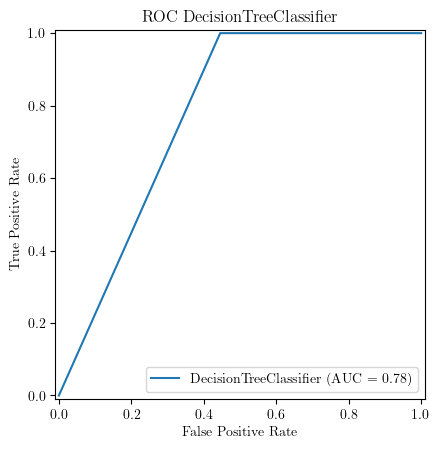 ROC DecisionTreeClassifier
1.0
0.8
0.6
0.4
0.2
0.0
True Positive Rate
DecisionTreeClassifier (AUC = 0.78)
0.0 0.2 0.4 0.6 0.8 1.0
False Positive Rate